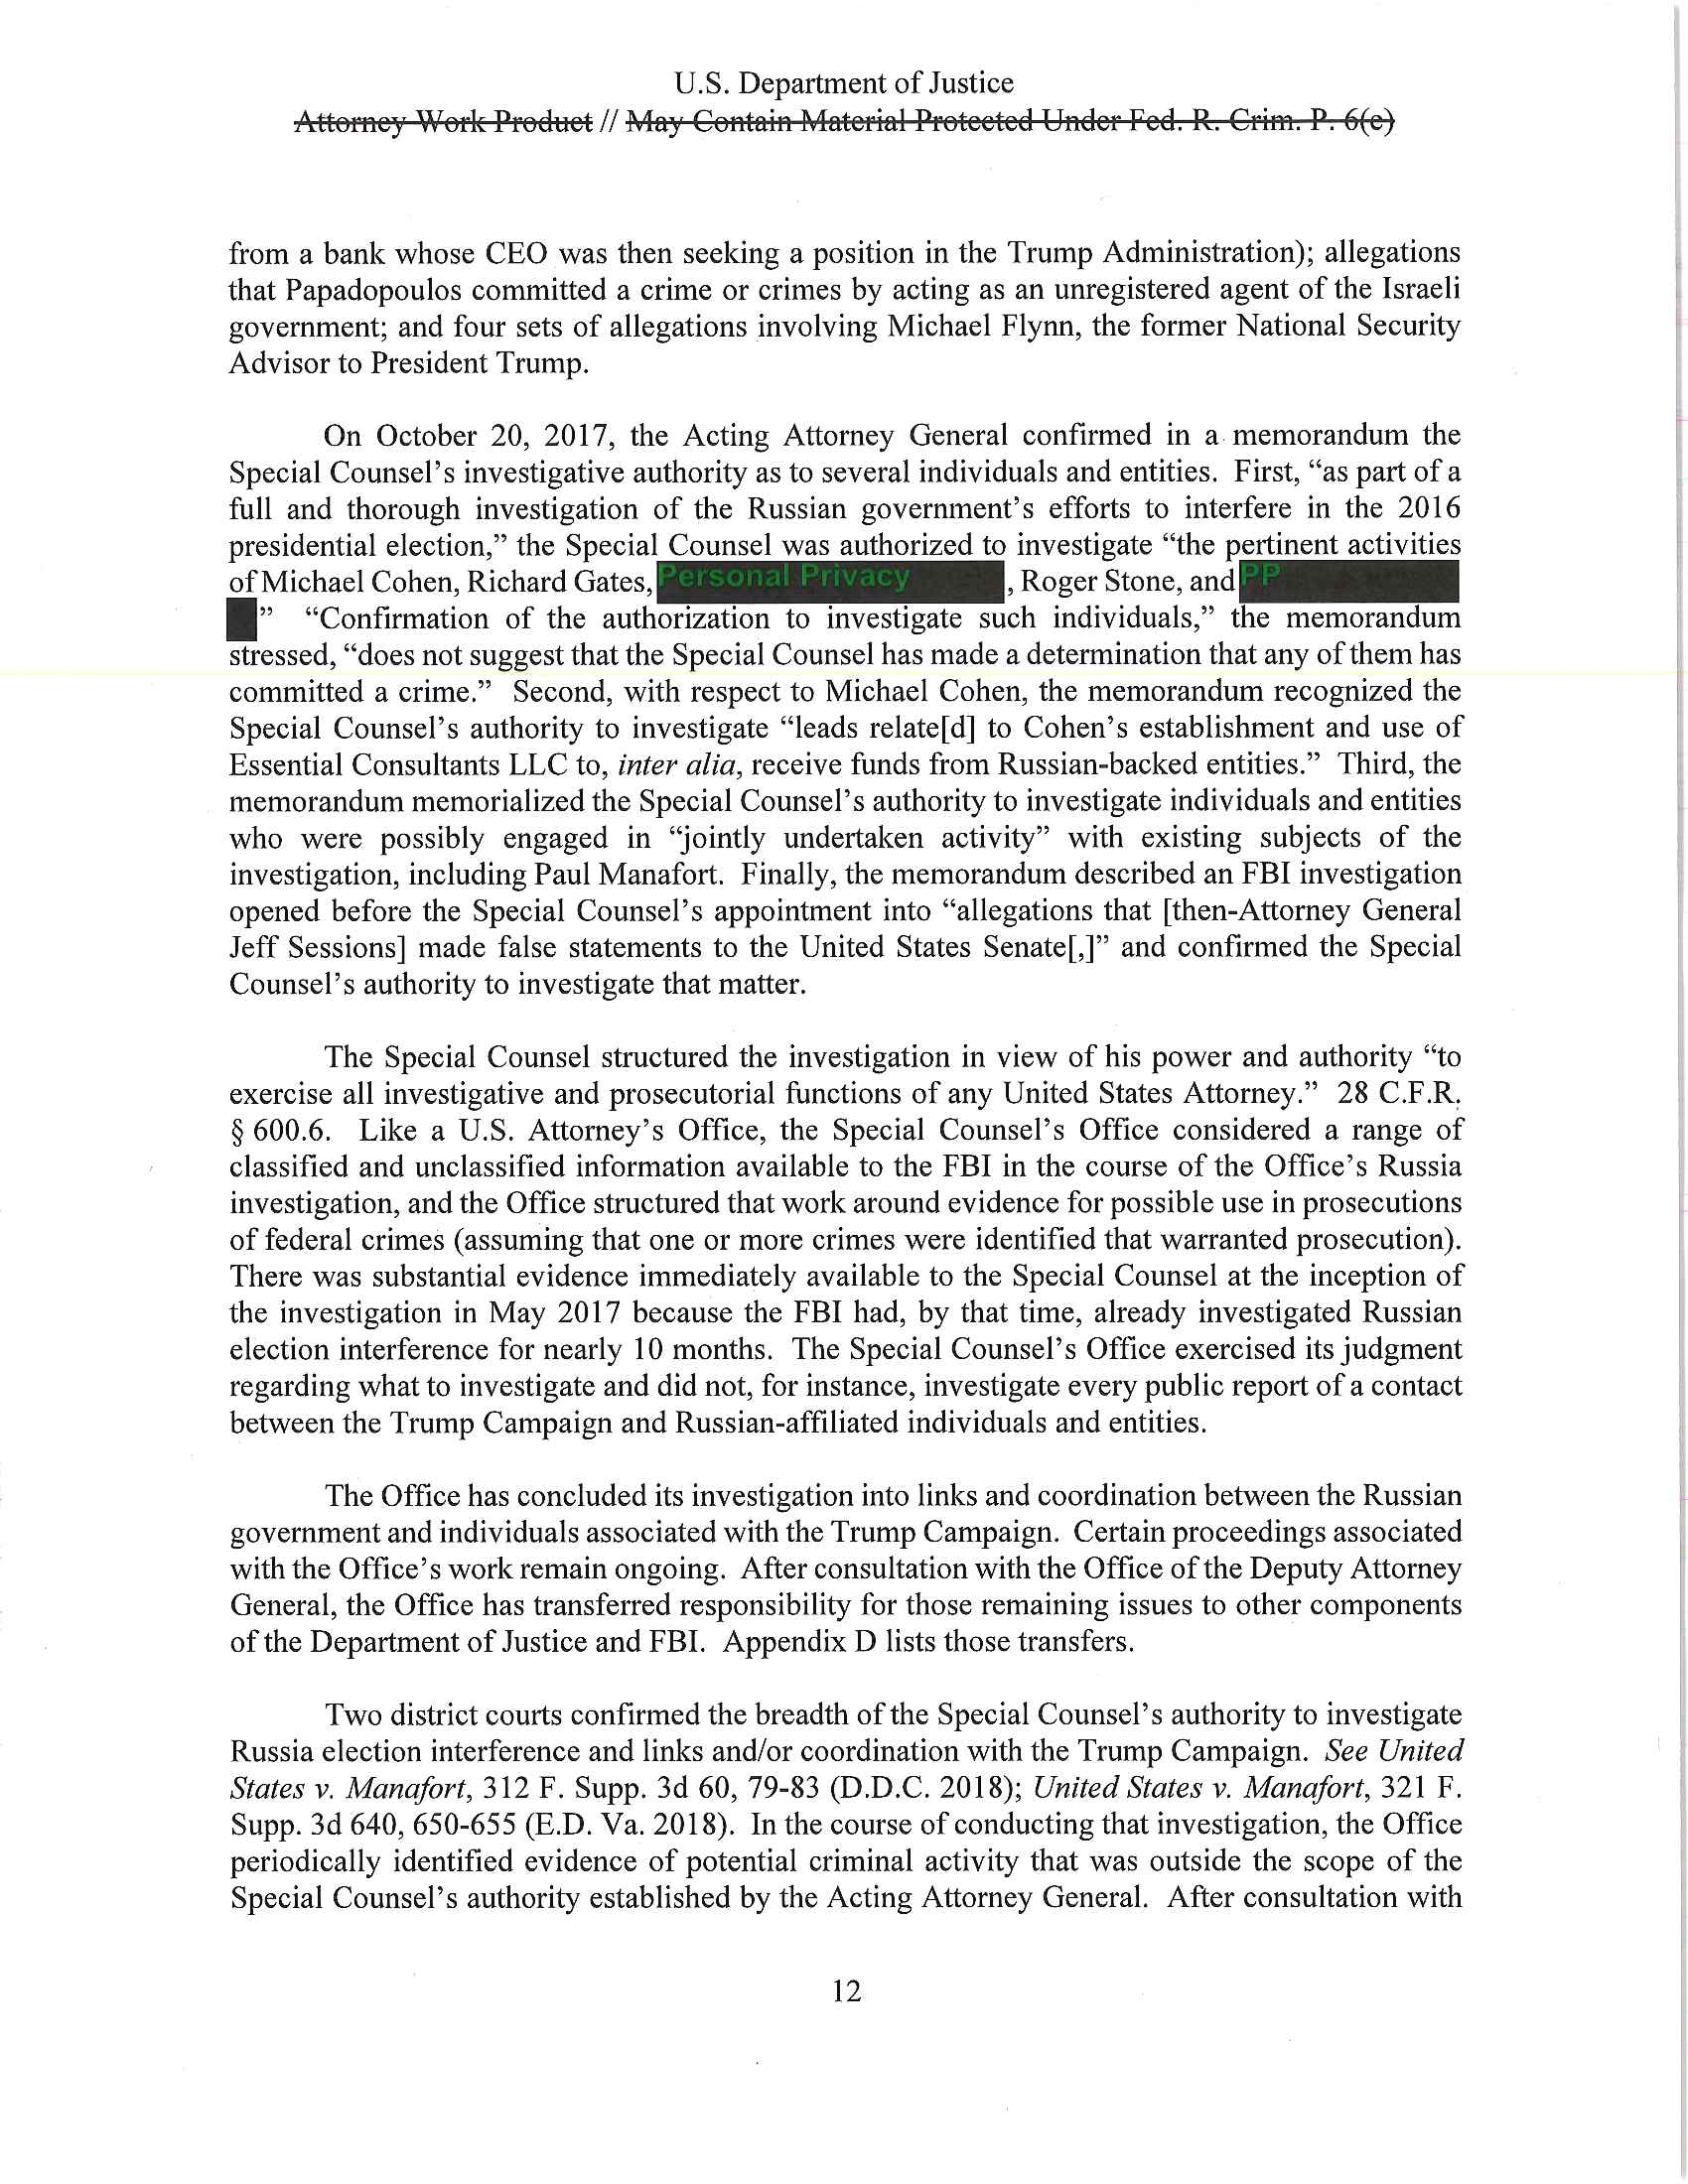 U.S. Department of Justice
Attorney Work Product // May Contain Material Protected Under Fed. R. Crim. P. 6(e)
from a bank whose CEO was then seeking a position in the Trump Administration); allegations
that Papadopoulos committed a crime or crimes by acting as an unregistered agent of the Israeli
government; and four sets of allegations involving Michael Flynn, the former National Security
Advisor to President Trump.
On October 20, 2017, the Acting Attorney General confirmed in a memorandum the
Special Counsel’s investigative authority as to several individuals and entities. First, “as part of a
full and thorough investigation of the Russian government’s efforts to interfere in the 2016
presidential election,” the Special Counsel was authorized to investigate “the pertinent activities
of Michael Cohen, Richard Gates, Personal Privacy, Roger Stone, and PP
” “Confirmation of the authorization to investigate such individuals,” the memorandum
stressed, “does not suggest that the Special Counsel has made a determination that any of them has
committed a crime.” Second, with respect to Michael Cohen, the memorandum recognized the
Special Counsel’s authority to investigate “leads relate[d] to Cohen’s establishment and use of
Essential Consultants LLC to, inter alia, receive funds from Russian-backed entities.” Third, the
memorandum memorialized the Special Counsel’s authority to investigate individuals and entities
who were possibly engaged in “jointly undertaken activity” with existing subjects of the
investigation, including Paul Manafort. Finally, the memorandum described an FBI investigation
opened before the Special Counsel’s appointment into “allegations that [then-Attorney General
Jeff Sessions] made false statements to the United States Senate[,]” and confirmed the Special
Counsel’s authority to investigate that matter.
The Special Counsel structured the investigation in view of his power and authority “to
exercise all investigative and prosecutorial functions of any United States Attorney.” 28 C.F.R.
§ 600.6. Like a U.S. Attorney’s Office, the Special Counsel’s Office considered a range of
classified and unclassified information available to the FBI in the course of the Office’s Russia
investigation, and the Office structured that work around evidence for possible use in prosecutions
of federal crimes (assuming that one or more crimes were identified that warranted prosecution).
There was substantial evidence immediately available to the Special Counsel at the inception of
the investigation in May 2017 because the FBI had, by that time, already investigated Russian
election interference for nearly 10 months. The Special Counsel’s Office exercised its judgment
regarding what to investigate and did not, for instance, investigate every public report of a contact
between the Trump Campaign and Russian-affiliated individuals and entities.
The Office has concluded its investigation into links and coordination between the Russian
government and individuals associated with the Trump Campaign. Certain proceedings associated
with the Office’s work remain ongoing. After consultation with the Office of the Deputy Attorney
General, the Office has transferred responsibility for those remaining issues to other components
of the Department of Justice and FBI. Appendix D lists those transfers.
Two district courts confirmed the breadth of the Special Counsel’s authority to investigate
Russia election interference and links and/or coordination with the Trump Campaign. See United
States v. Manafort, 312 F. Supp. 3d 60, 79-83 (D.D.C. 2018); United States v. Manafort, 321 F.
Supp. 3d 640, 650-655 (E.D. Va. 2018). In the course of conducting that investigation, the Office
periodically identified evidence of potential criminal activity that was outside the scope of the
Special Counsel’s authority established by the Acting Attorney General. After consultation with
12